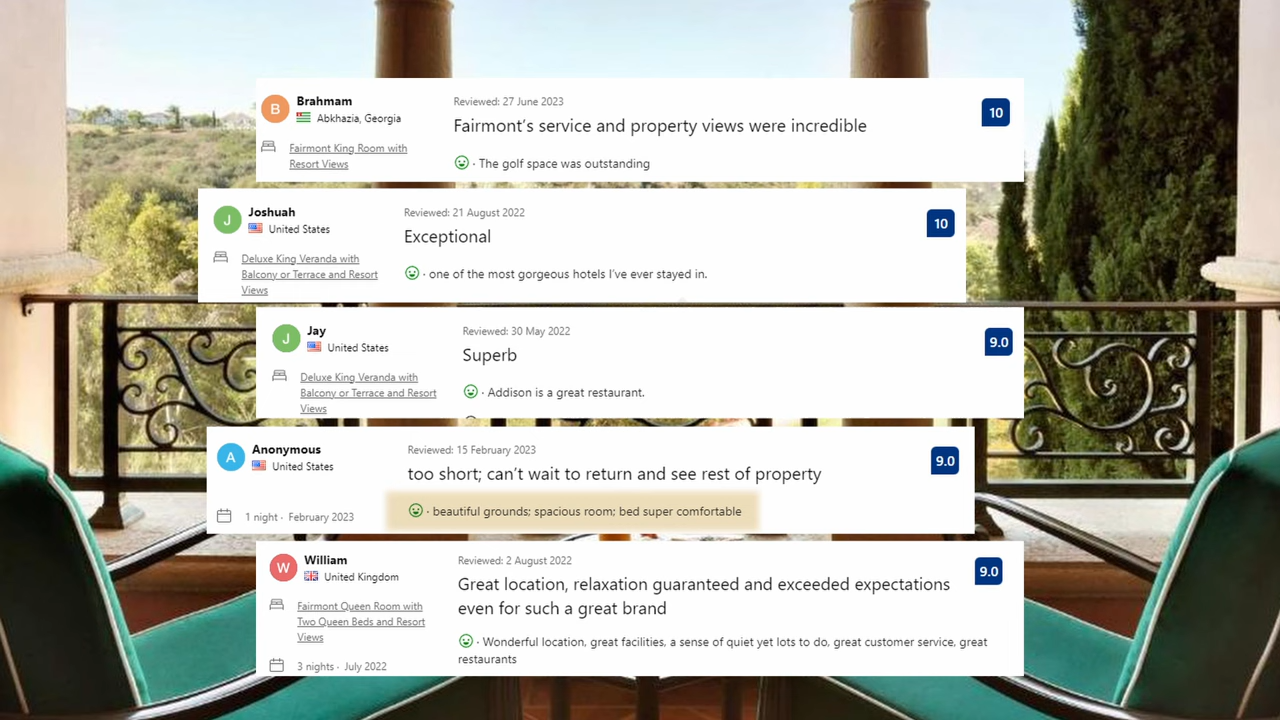 B
Brahmam
Abkhazia, Georgia
Fairmont King Room with
Resort Views
Reviewed: 27 June 2023
Fairmont's service and property views were incredible
· The golf space was outstanding
10
J
Joshuah
United States
Deluxe King Veranda with
Balcony or Terrace and Resort
Views
Reviewed: 21 August 2022
Exceptional
· one of the most gorgeous hotels I've ever stayed in.
10
J
Jay
United States
Deluxe King Veranda with
Balcony or Terrace and Resort
Views
Reviewed: 30 May 2022
Superb
· Addison is a great restaurant.
9.0
A
Anonymous
United States
1 night · February 2023
Reviewed: 15 February 2023
too short; can't wait to return and see rest of property
· beautiful grounds; spacious room; bed super comfortable
9.0
W
William
United Kingdom
Fairmont Queen Room with
Two Queen Beds and Resort
Views
3 nights · July 2022
Reviewed: 2 August 2022
Great location, relaxation guaranteed and exceeded expectations
even for such a great brand
· Wonderful location, great facilities, a sense of quiet yet lots to do, great customer service, great
restaurants
9.0